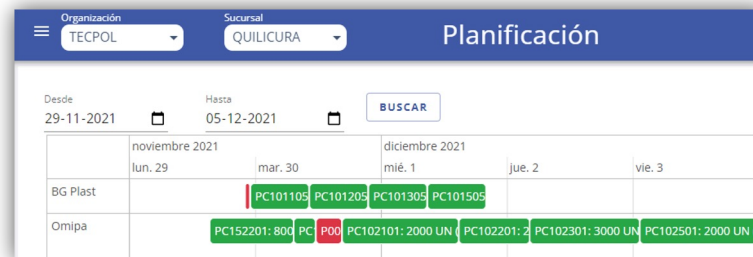 Organización Sucursal
TECPOL QUILICURA Planificación
Desde Hasta
29-11-2021 05-12-2021 BUSCAR
noviembre 2021 diciembre 2021
lun. 29 mar. 30 mié. 1 jue. 2 vie. 3
BG Plast PC101105 PC101205 PC101305 PC101505
Omipa PC152201: 800 PC P00 PC102101: 2000 UN ( PC102201: 2 PC102301: 3000 UN PC102501: 2000 UN